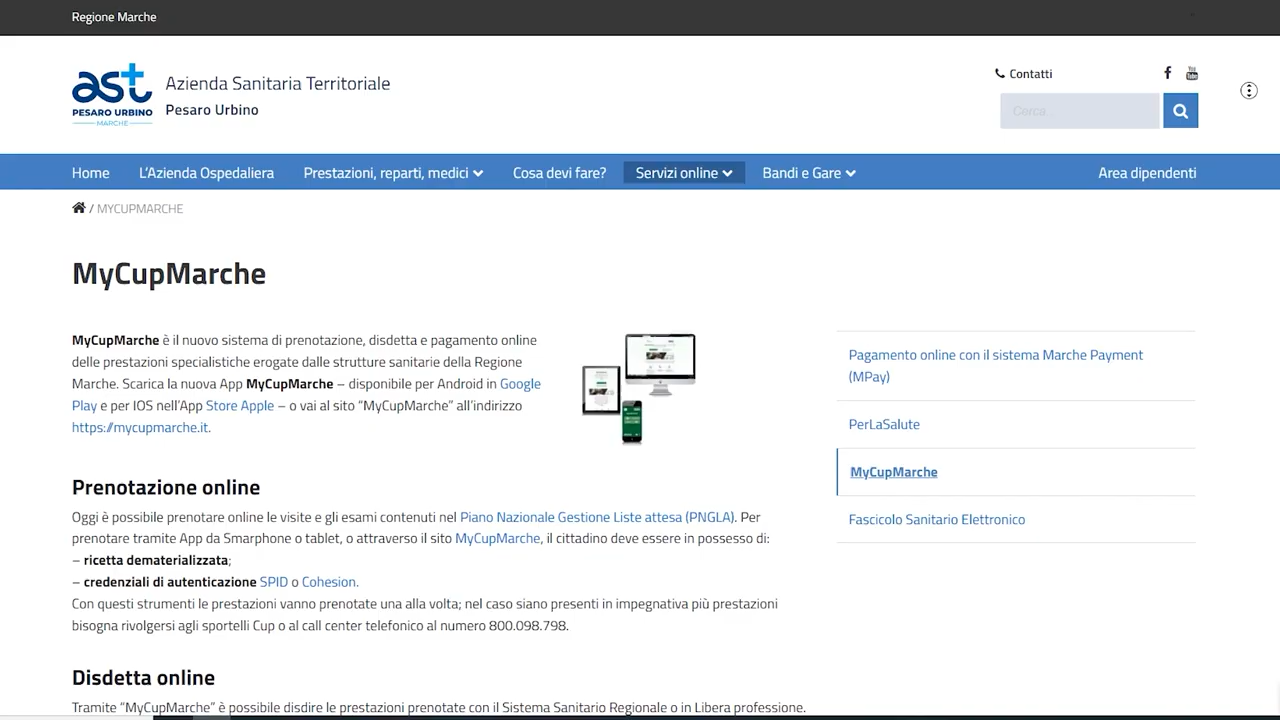 Regione Marche
ast
PESARO URBINO
MARCHE
Azienda Sanitaria Territoriale
Pesaro Urbino
Contatti
Cerca...
Home
L'Azienda Ospedaliera
Prestazioni, reparti, medici
Cosa devi fare?
Servizi online
Bandi e Gare
Area dipendenti
/ MYCUPMARCHE
MyCupMarche
MyCupMarche è il nuovo sistema di prenotazione, disdetta e pagamento online
delle prestazioni specialistiche erogate dalle strutture sanitarie della Regione
Marche. Scarica la nuova App MyCupMarche – disponibile per Android in Google
Play e per IOS nell'App Store Apple – o vai al sito "MyCupMarche" all'indirizzo
https://mycupmarche.it.
Pagamento online con il sistema Marche Payment
(MPay)
PerLaSalute
MyCupMarche
Fascicolo Sanitario Elettronico
Prenotazione online
Oggi è possibile prenotare online le visite e gli esami contenuti nel Piano Nazionale Gestione Liste attesa (PNGLA). Per
prenotare tramite App da Smarphone o tablet, o attraverso il sito MyCupMarche, il cittadino deve essere in possesso di:
– ricetta dematerializzata;
– credenziali di autenticazione SPID o Cohesion.
Con questi strumenti le prestazioni vanno prenotate una alla volta; nel caso siano presenti in impegnativa più prestazioni
bisogna rivolgersi agli sportelli Cup o al call center telefonico al numero 800.098.798.
Disdetta online
Tramite "MyCupMarche" è possibile disdire le prestazioni prenotate con il Sistema Sanitario Regionale o in Libera professione.